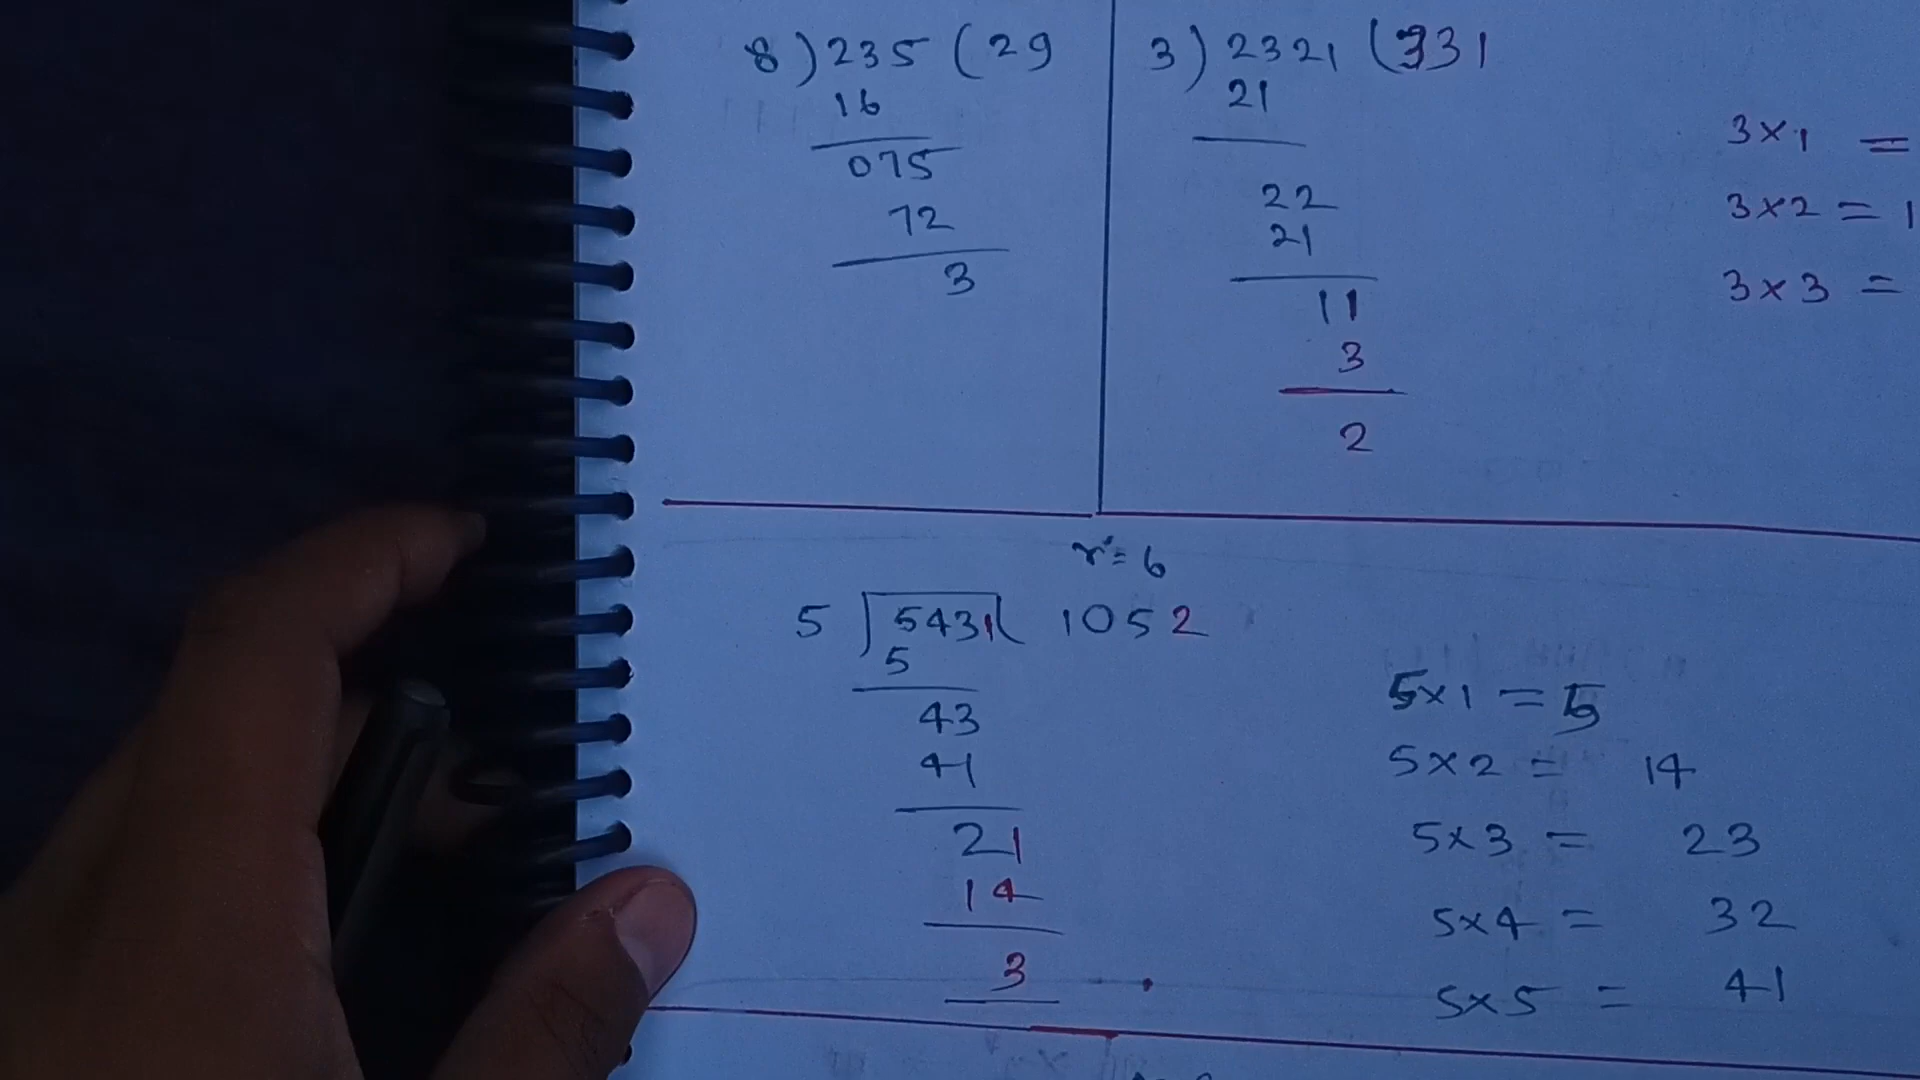 8 ) 235 ( 29
16
075
72
3
3 ) 2321 ( 331
21
22
21
11
3
2
3 × 1 =
3 × 2 = 1
3 × 3 =
r = 6
5 ) 5431 ( 1052
5
43
41
21
14
3
5 × 1 = 5
5 × 2 = 14
5 × 3 = 23
5 × 4 = 32
5 × 5 = 41